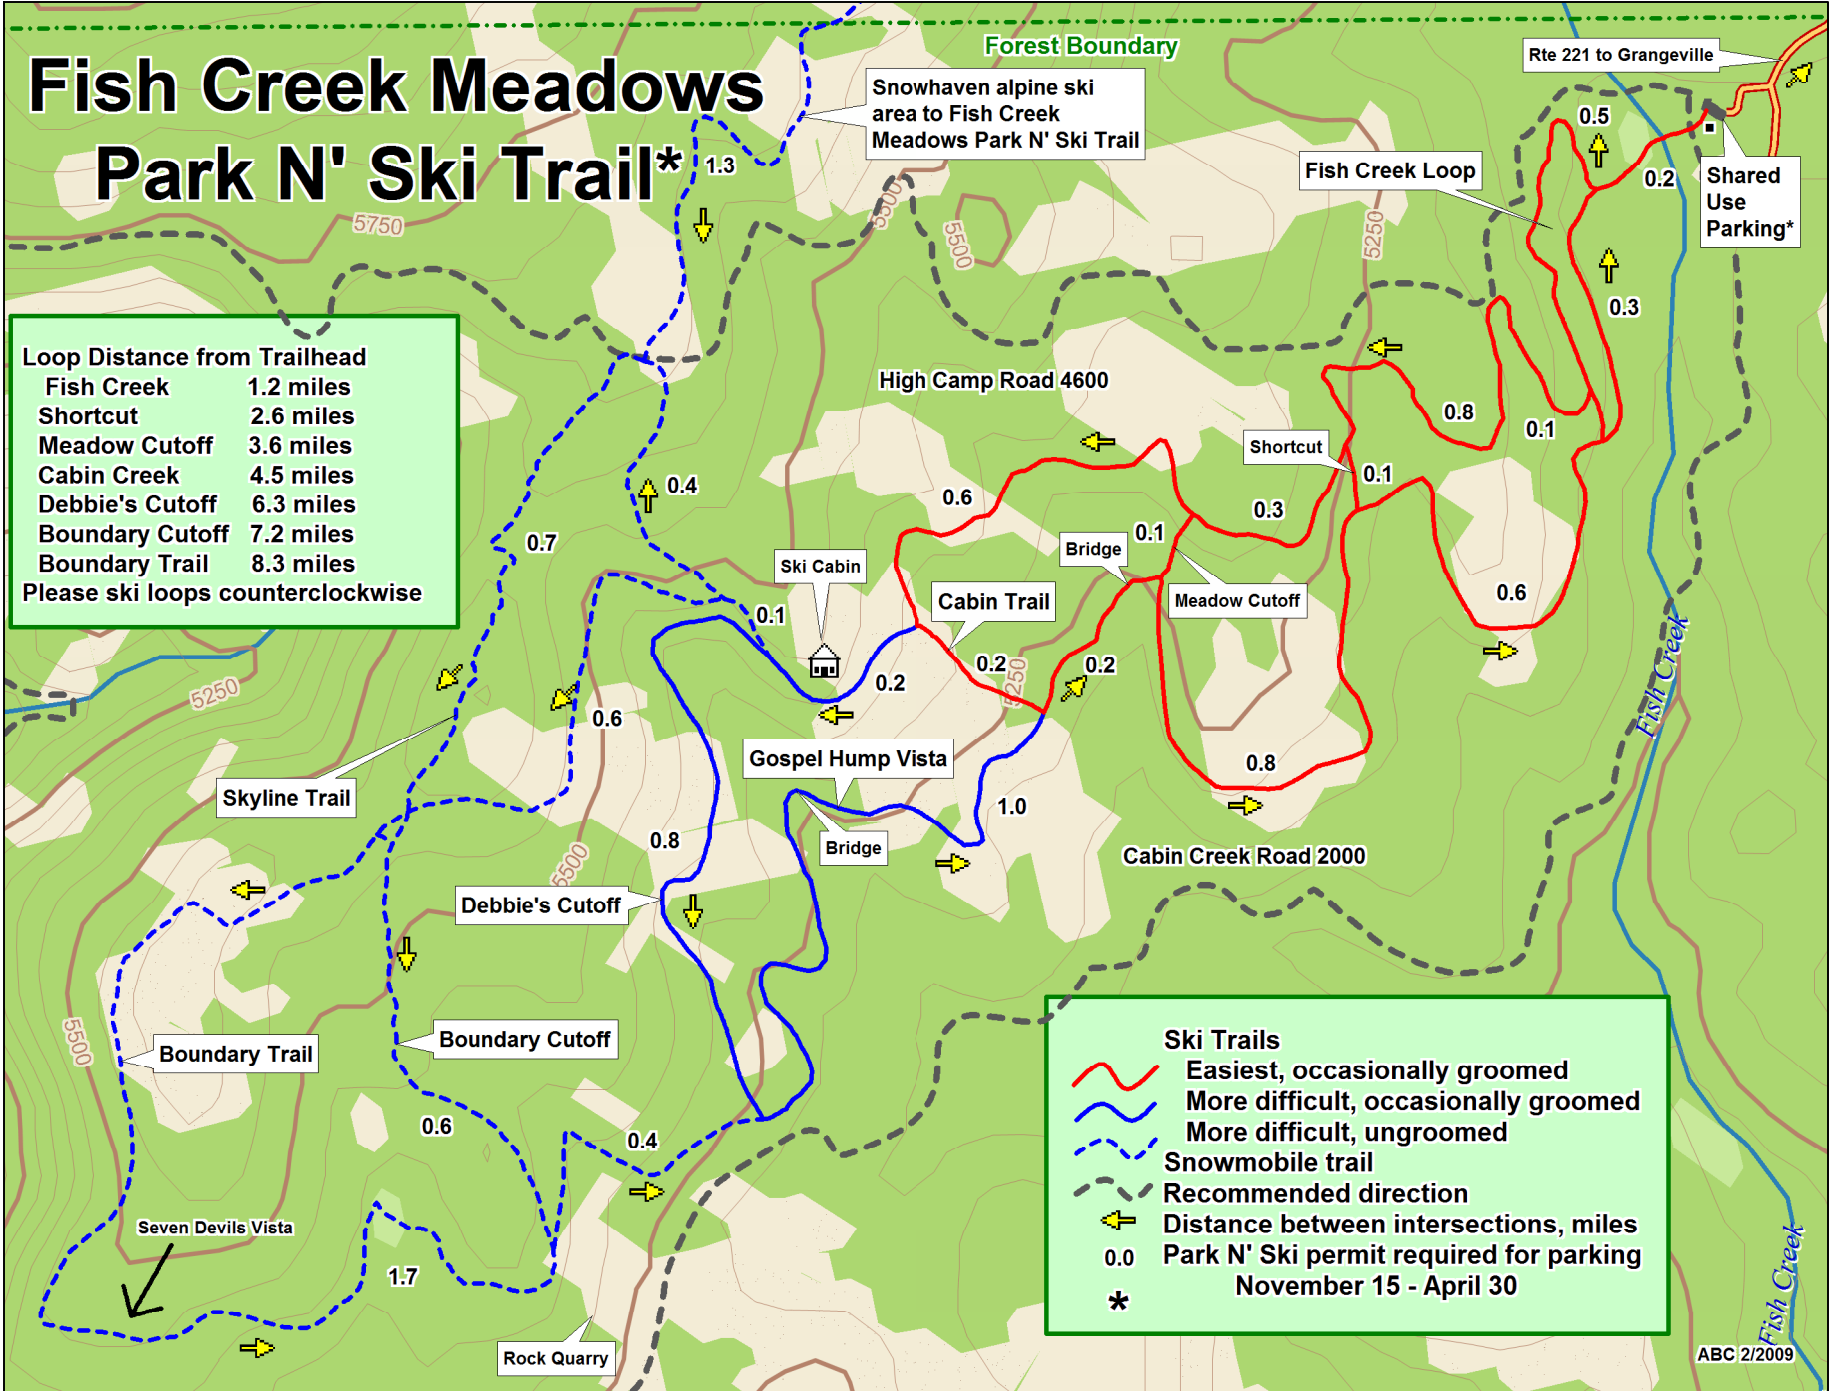 Fish Creek Meadows
Park N' Ski Trail*
Forest Boundary
Rte 221 to Grangeville
Snowhaven alpine ski
area to Fish Creek
Meadows Park N' Ski Trail
Fish Creek Loop
Shared
Use
Parking*
0.5
0.2
1.3
5750
5500
5500
5250
0.3
Loop Distance from Trailhead
Fish Creek 1.2 miles
Shortcut 2.6 miles
Meadow Cutoff 3.6 miles
Cabin Creek 4.5 miles
Debbie's Cutoff 6.3 miles
Boundary Cutoff 7.2 miles
Boundary Trail 8.3 miles
Please ski loops counterclockwise
High Camp Road 4600
0.8
0.1
Shortcut
0.1
0.4
0.6
0.3
0.7
0.1
Bridge
Ski Cabin
Cabin Trail
Meadow Cutoff
0.6
0.1
0.2
0.2
0.2
5250
5250
Fish Creek
0.6
Gospel Hump Vista
0.8
Skyline Trail
1.0
0.8
Bridge
Cabin Creek Road 2000
5500
Debbie's Cutoff
5500
Boundary Trail
Boundary Cutoff
0.6
0.4
Seven Devils Vista
1.7
Rock Quarry
Ski Trails
Easiest, occasionally groomed
More difficult, occasionally groomed
More difficult, ungroomed
Snowmobile trail
Recommended direction
Distance between intersections, miles
0.0 Park N' Ski permit required for parking
November 15 - April 30
*
Fish Creek
ABC 2/2009